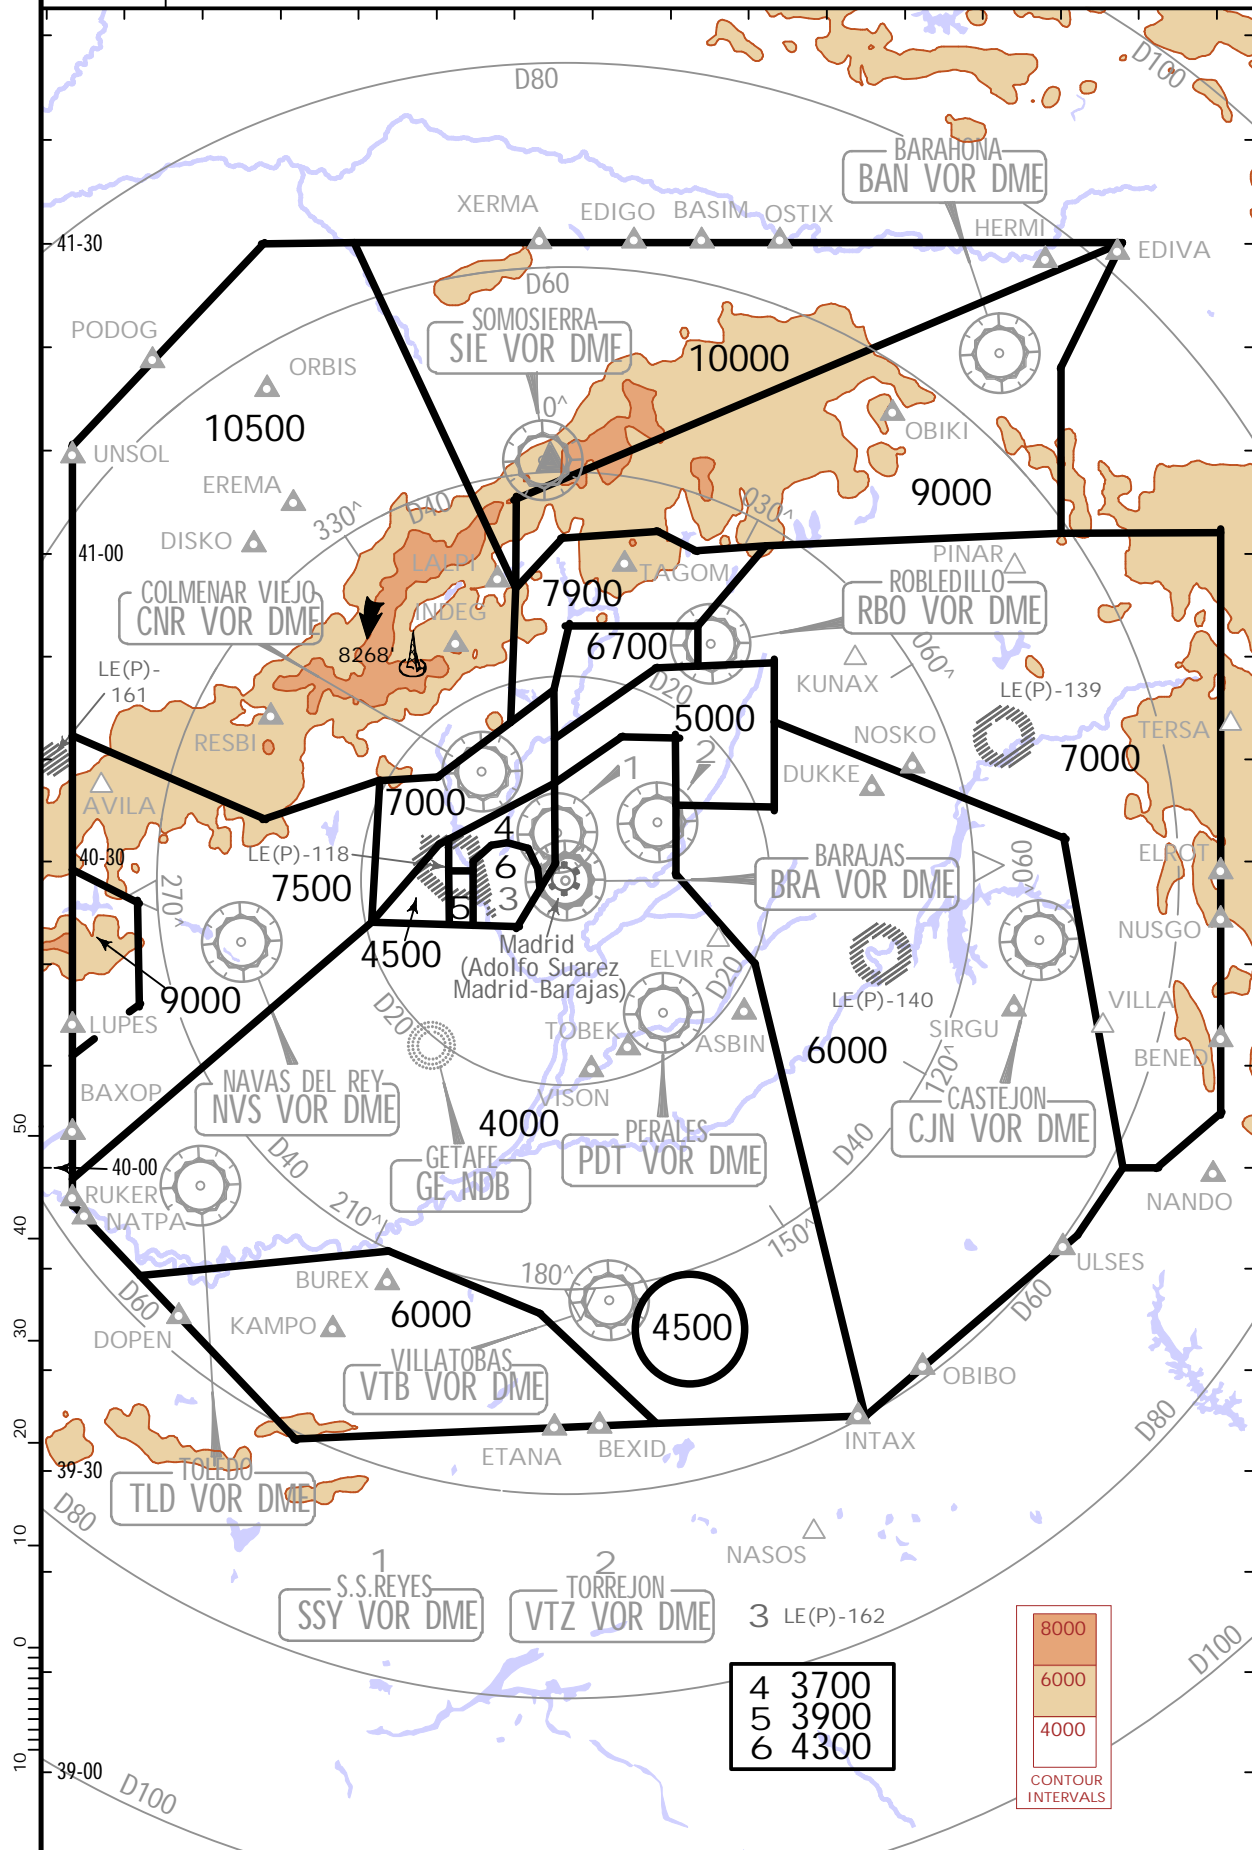 D100
D80
BARAHONA
BAN VOR DME
XERMA
EDIGO
BASIM
OSTIX
HERMI
41-30
EDIVA
D60
SOMOSIERRA
SIE VOR DME
PODOG
10000
ORBIS
0^
10500
OBIKI
UNSOL
EREMA
9000
D40
030^
330^
DISKO
41-00
LALPI
TAGOM
PINAR
COLMENAR VIEJO
CNR VOR DME
7900
ROBLEDILLO
RBO VOR DME
INDEG
6700
8268'
060^
LE(P)-
161
D20
KUNAX
LE(P)-139
5000
RESBI
NOSKO
TERSA
2
7000
1
DUKKE
AVILA
7000
4
40-30
LE(P)-118
6
BARAJAS
BRA VOR DME
090^
ELROT
7500
270^
3
5
NUSGO
4500
Madrid
(Adolfo Suarez
Madrid-Barajas)
ELVIR
D20
9000
LE(P)-140
VILLA
LUPES
D20
TOBEK
ASBIN
SIRGU
6000
BENED
120^
NAVAS DEL REY
NVS VOR DME
BAXOP
VISON
CASTEJON
CJN VOR DME
4000
50
PERALES
PDT VOR DME
D40
D40
GETAFE
GE NDB
40-00
RUKER
NATPA
NANDO
210^
150^
40
ULSES
180^
BUREX
D60
D60
6000
KAMPO
4500
DOPEN
30
VILLATOBAS
VTB VOR DME
OBIBO
D80
20
ETANA
BEXID
INTAX
39-30
TOLEDO
TLD VOR DME
D80
10
NASOS
1
S.S.REYES
SSY VOR DME
2
TORREJON
VTZ VOR DME
3 LE(P)-162
0
8000
D100
4 3700
6000
5 3900
4000
6 4300
10
39-00
D100
CONTOUR
INTERVALS